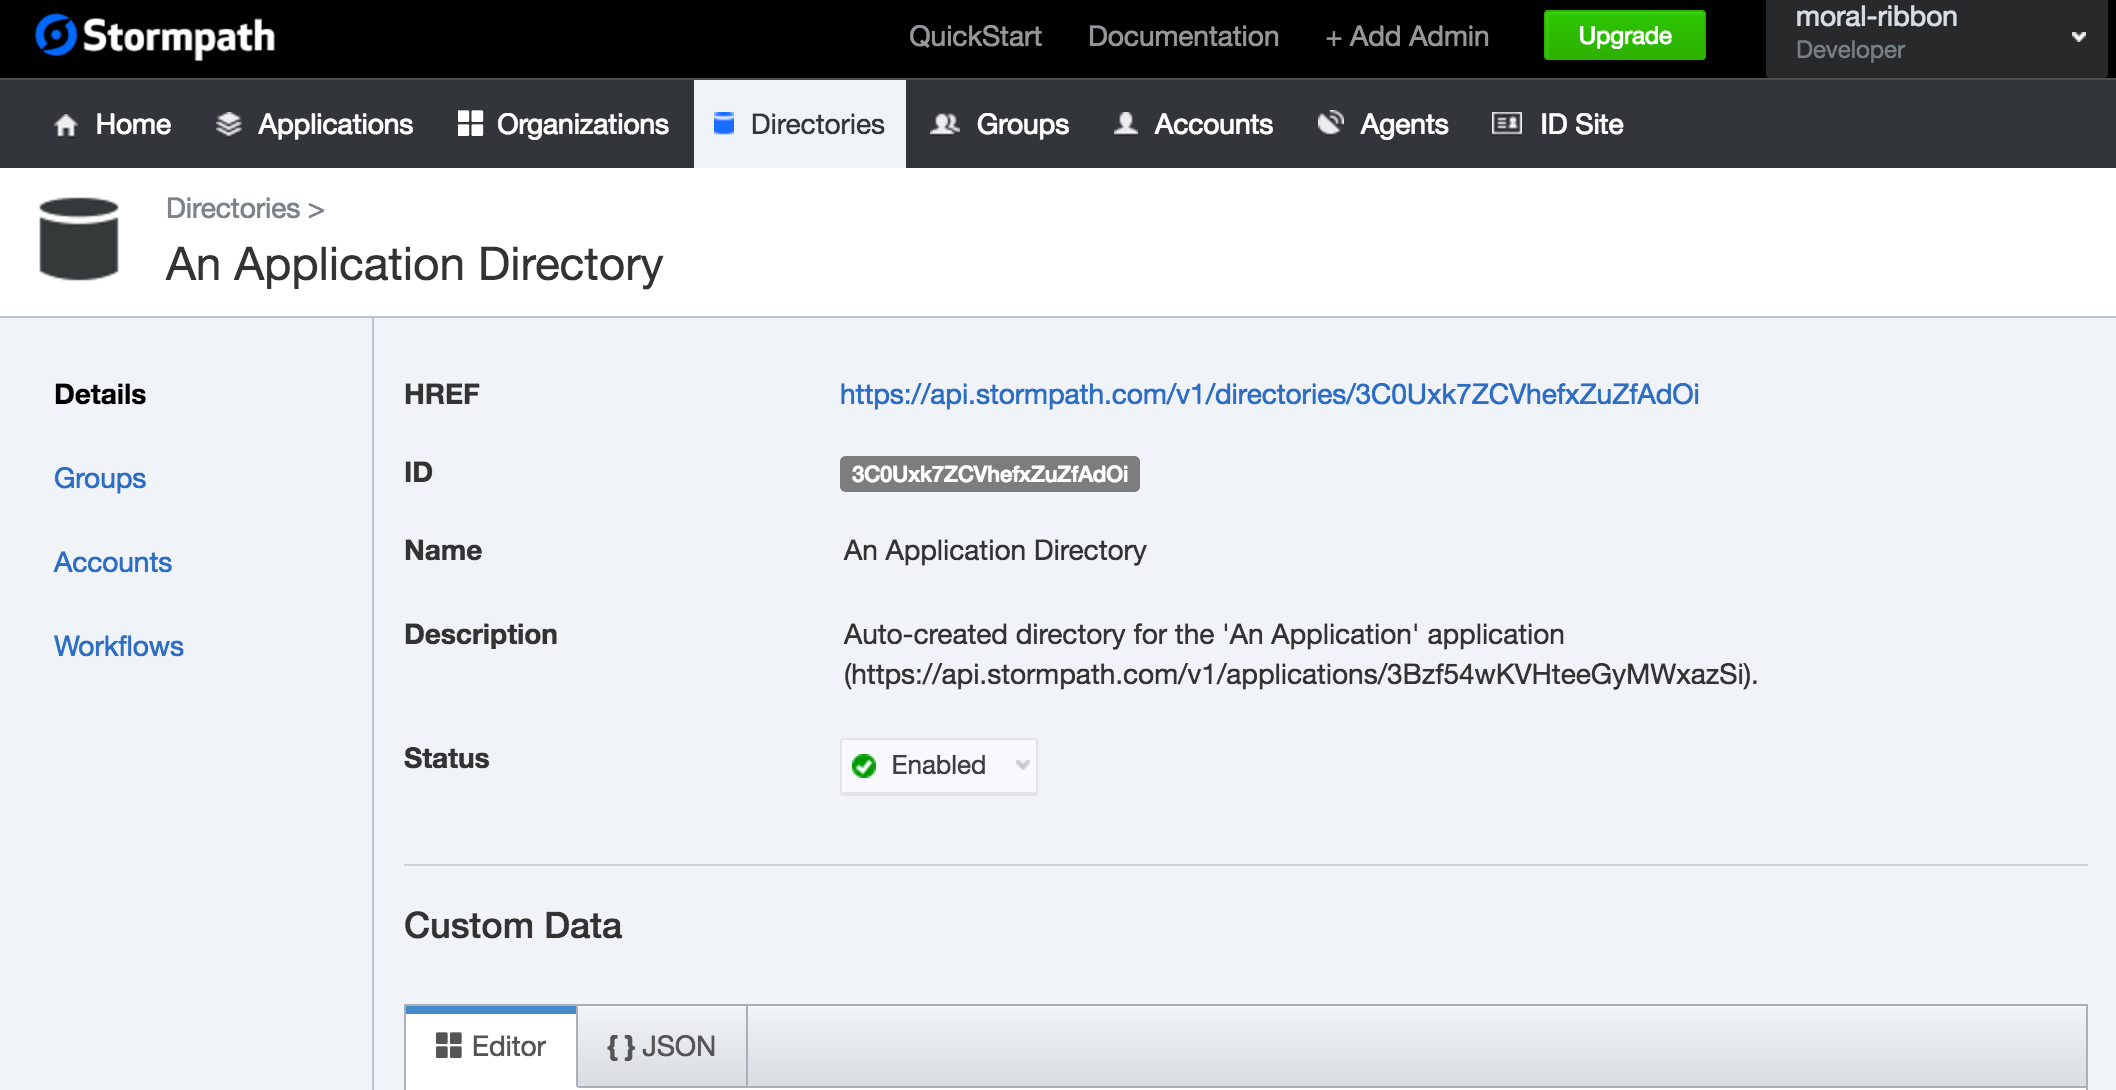 Stormpath
QuickStart Documentation + Add Admin Upgrade moral-ribbon
Developer
Home Applications Organizations Directories Groups Accounts Agents ID Site
Directories >
An Application Directory
Details
Groups
Accounts
Workflows
HREF https://api.stormpath.com/v1/directories/3C0Uxk7ZCVhefxZuZfAdOi
ID 3C0Uxk7ZCVhefxZuZfAdOi
Name An Application Directory
Description Auto-created directory for the 'An Application' application
(https://api.stormpath.com/v1/applications/3Bzf54wKVHteeGyMWxazSi).
Status Enabled
Custom Data
Editor { } JSON